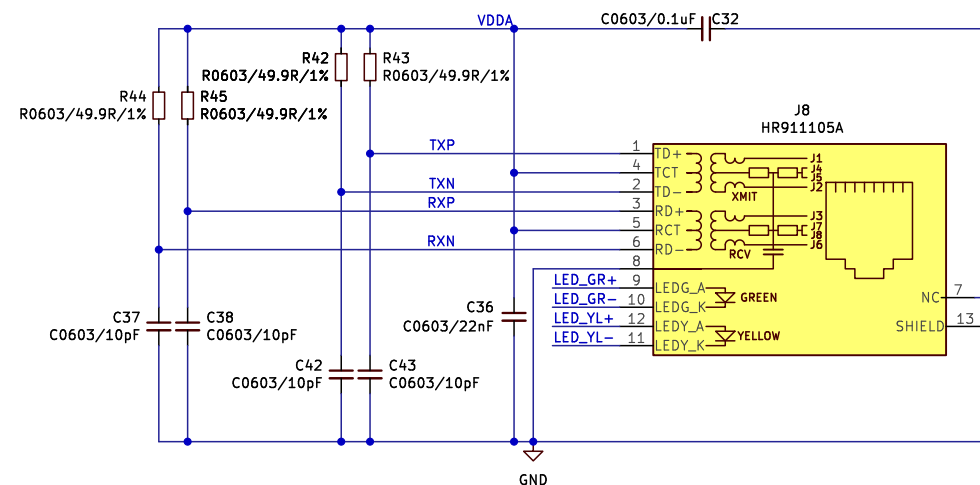 VDDA
C0603/0.1uF C32
R42
R0603/49.9R/1%
R43
R0603/49.9R/1%
R44
R0603/49.9R/1%
R45
R0603/49.9R/1%
J8
HR911105A
TXP
TXN
RXP
RXN
1 TD+
4 TCT
2 TD-
3 RD+
5 RCT
6 RD-
8
9 LEDG_A
10 LEDG_K
12 LEDY_A
11 LEDY_K
J1
J4
J5
J2
XMIT
J3
J7
J8
J6
RCV
GREEN
YELLOW
NC 7
SHIELD 13
LED_GR+
LED_GR-
LED_YL+
LED_YL-
C37
C0603/10pF
C38
C0603/10pF
C36
C0603/22nF
C42
C0603/10pF
C43
C0603/10pF
GND